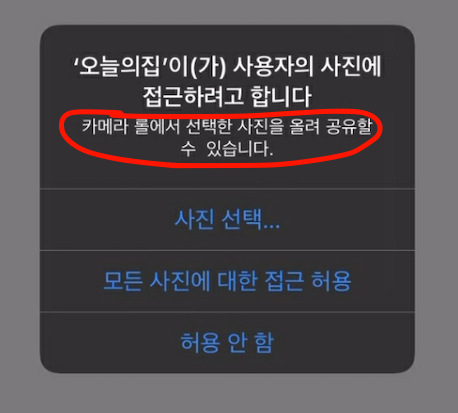 ‘오늘의집’이(가) 사용자의 사진에
접근하려고 합니다
카메라 롤에서 선택한 사진을 올려 공유할
수 있습니다.
사진 선택...
모든 사진에 대한 접근 허용
허용 안 함